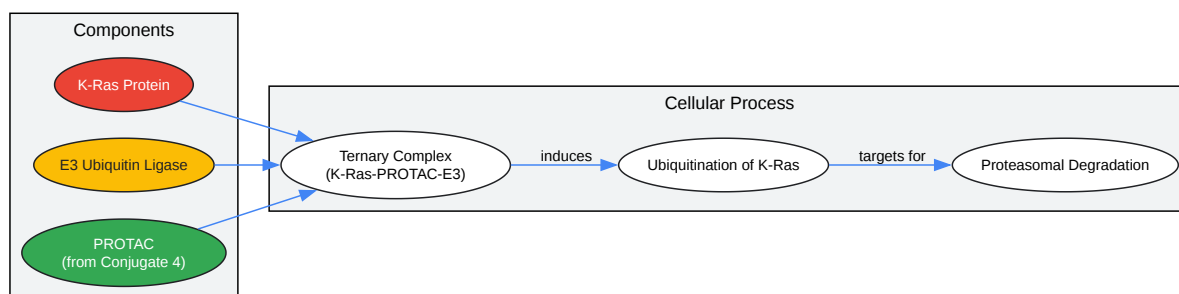 Components
K-Ras Protein
E3 Ubiquitin Ligase
PROTAC
(from Conjugate 4)
Cellular Process
Ternary Complex
(K-Ras-PROTAC-E3)
induces
Ubiquitination of K-Ras
targets for
Proteasomal Degradation